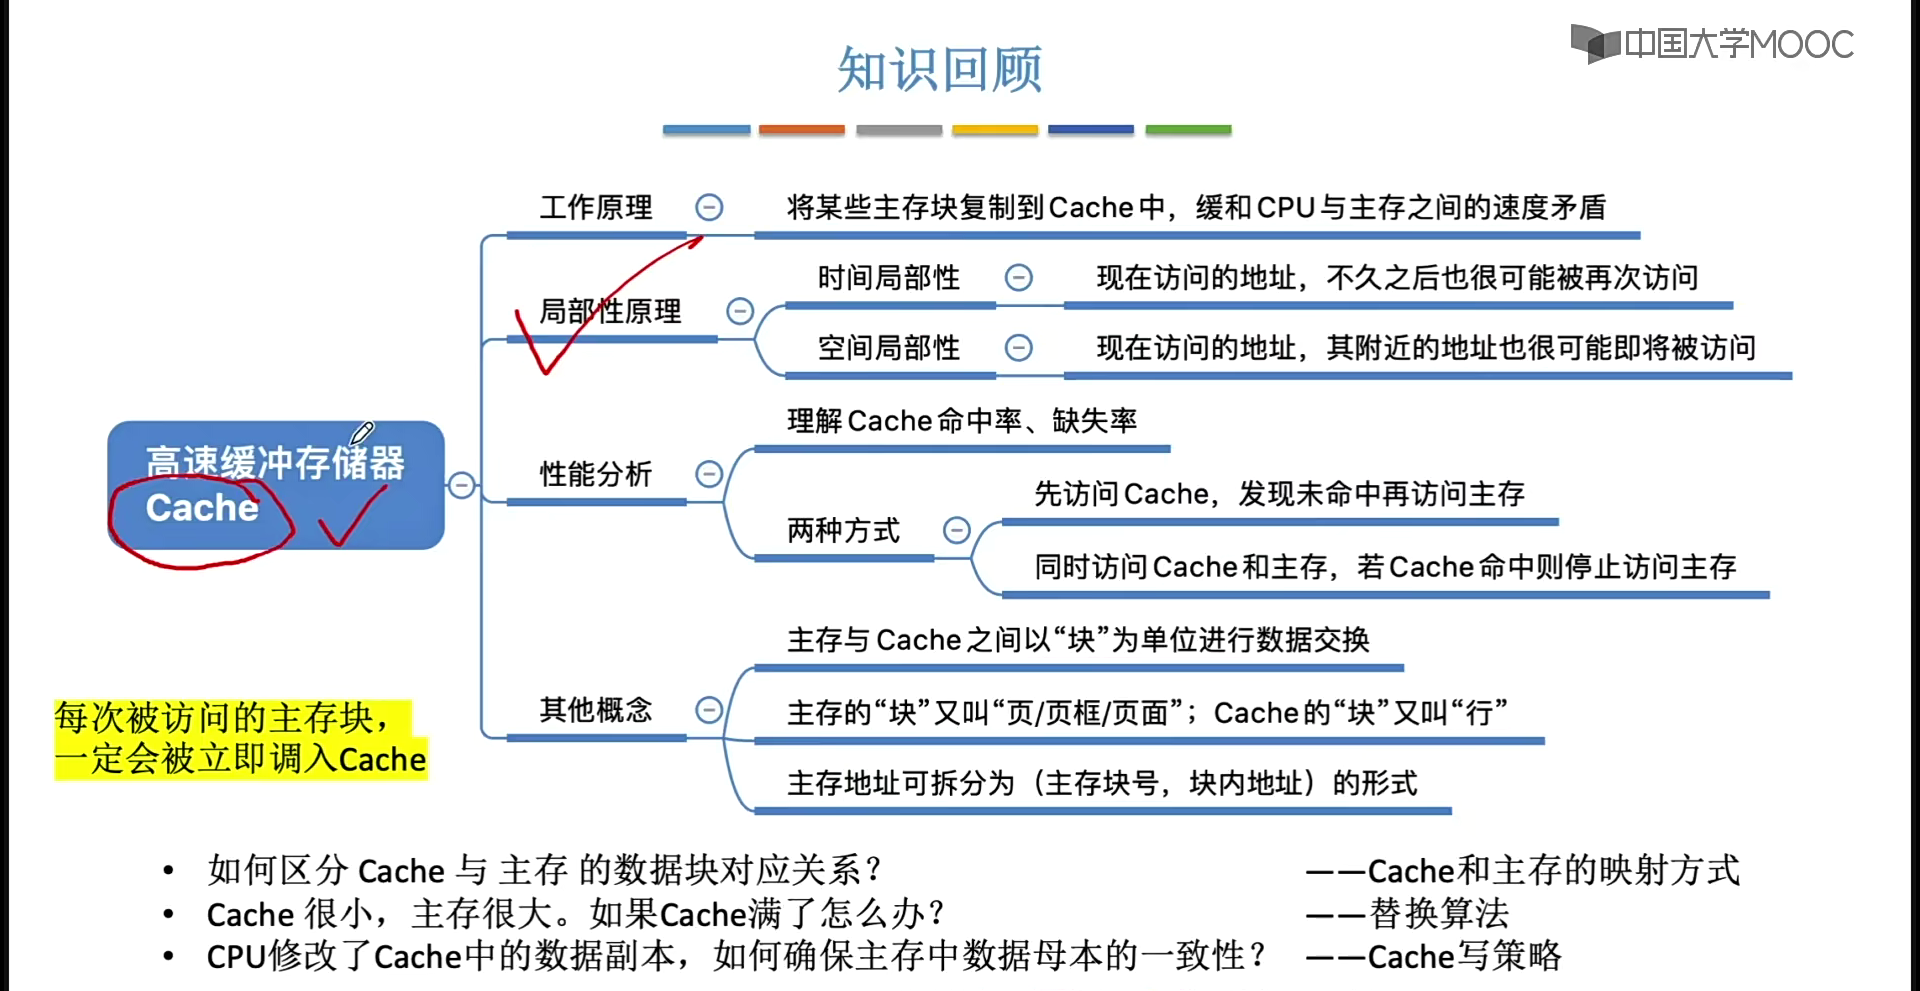 中国大学MOOC
知识回顾
工作原理
将某些主存块复制到Cache中，缓和CPU与主存之间的速度矛盾
局部性原理
时间局部性
现在访问的地址，不久之后也很可能被再次访问
空间局部性
现在访问的地址，其附近的地址也很可能即将被访问
高速缓冲存储器
Cache
性能分析
理解Cache命中率、缺失率
两种方式
先访问Cache，发现未命中再访问主存
同时访问Cache和主存，若Cache命中则停止访问主存
其他概念
主存与Cache之间以“块”为单位进行数据交换
主存的“块”又叫“页/页框/页面”；Cache的“块”又叫“行”
主存地址可拆分为（主存块号，块内地址）的形式
每次被访问的主存块，
一定会被立即调入Cache
• 如何区分 Cache 与 主存 的数据块对应关系？ ——Cache和主存的映射方式
• Cache 很小，主存很大。如果Cache满了怎么办？ ——替换算法
• CPU修改了Cache中的数据副本，如何确保主存中数据母本的一致性？ ——Cache写策略